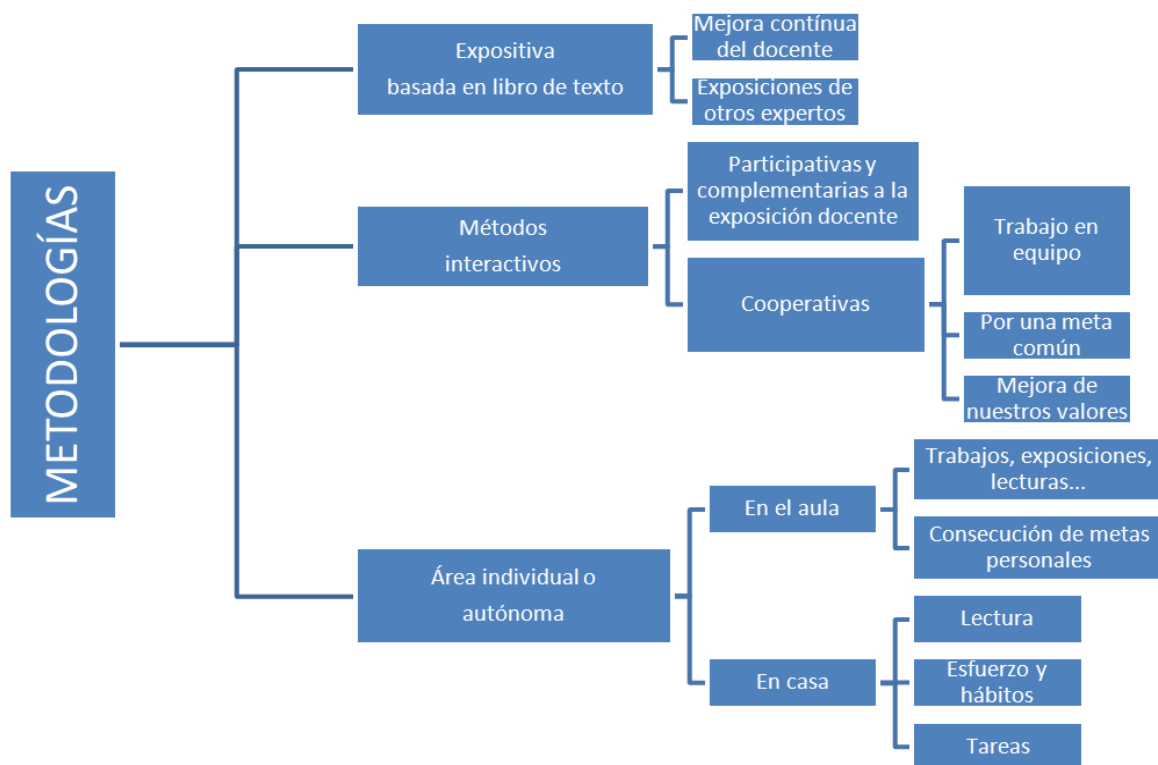 METODOLOGÍAS
Expositiva
basada en libro de texto
Mejora contínua
del docente
Exposiciones de
otros expertos
Métodos
interactivos
Participativas y
complementarias a la
exposición docente
Cooperativas
Trabajo en
equipo
Por una meta
común
Mejora de
nuestros valores
Área individual o
autónoma
En el aula
Trabajos, exposiciones,
lecturas...
Consecución de metas
personales
En casa
Lectura
Esfuerzo y
hábitos
Tareas